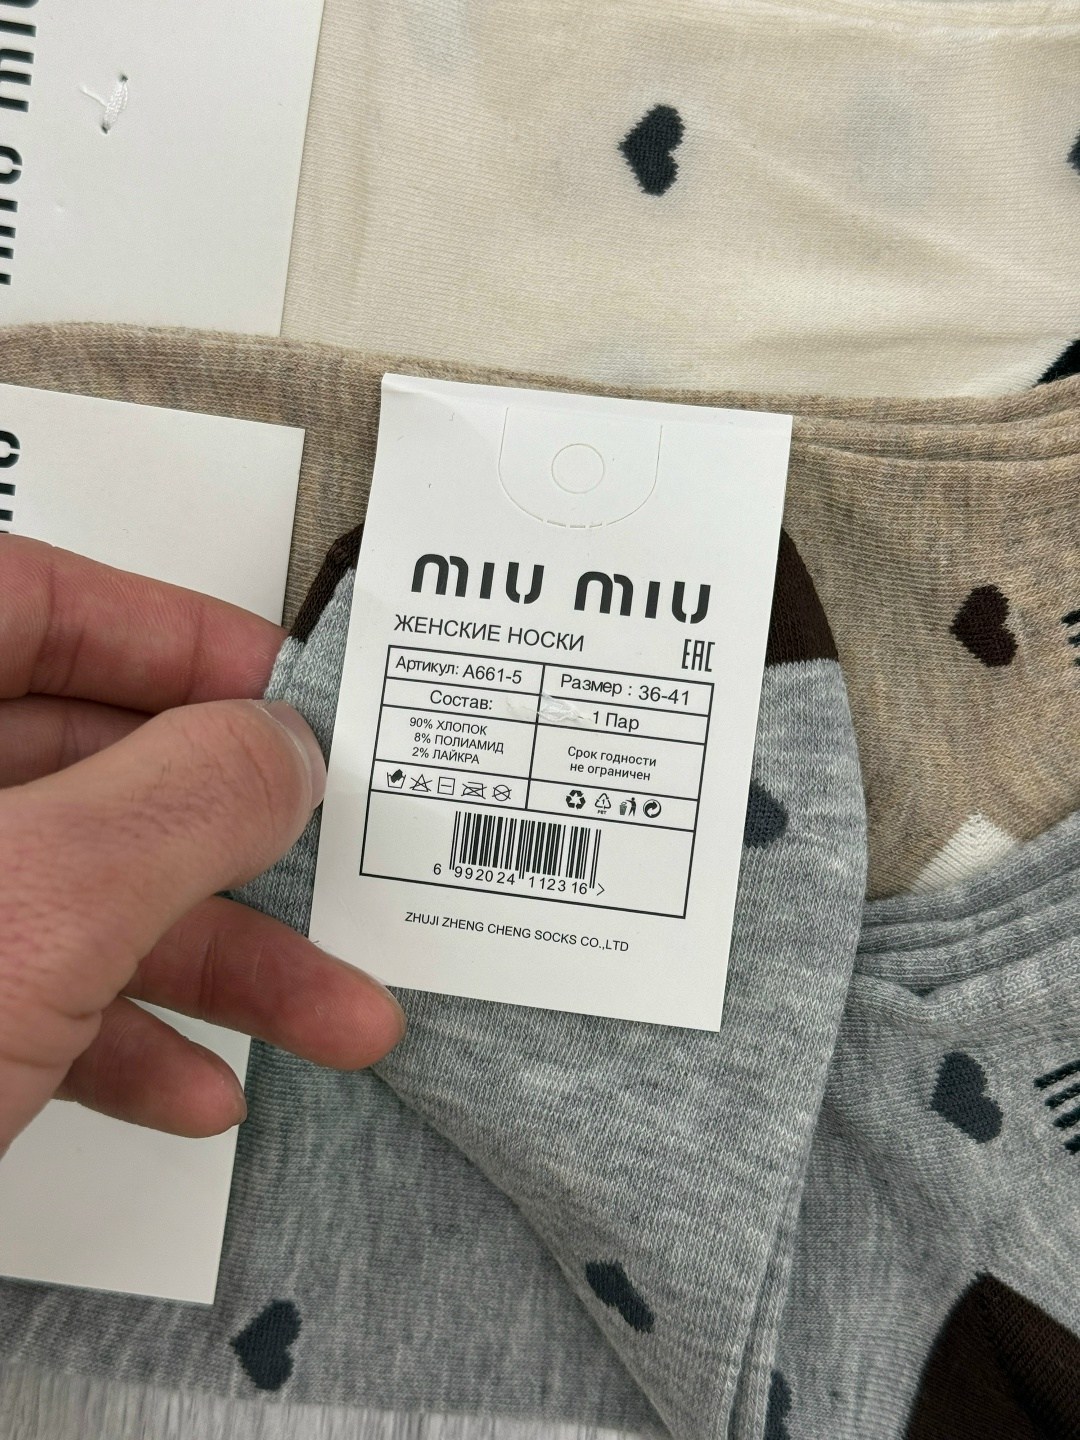 miu miu
ЖЕНСКИЕ НОСКИ
EAC
Артикул: A661-5
Размер : 36-41
Состав:
1 Пар
90% ХЛОПОК
8% ПОЛИАМИД
2% ЛАЙКРА
Срок годности
не ограничен
6 992024 112316 >
ZHUJI ZHENG CHENG SOCKS CO.,LTD